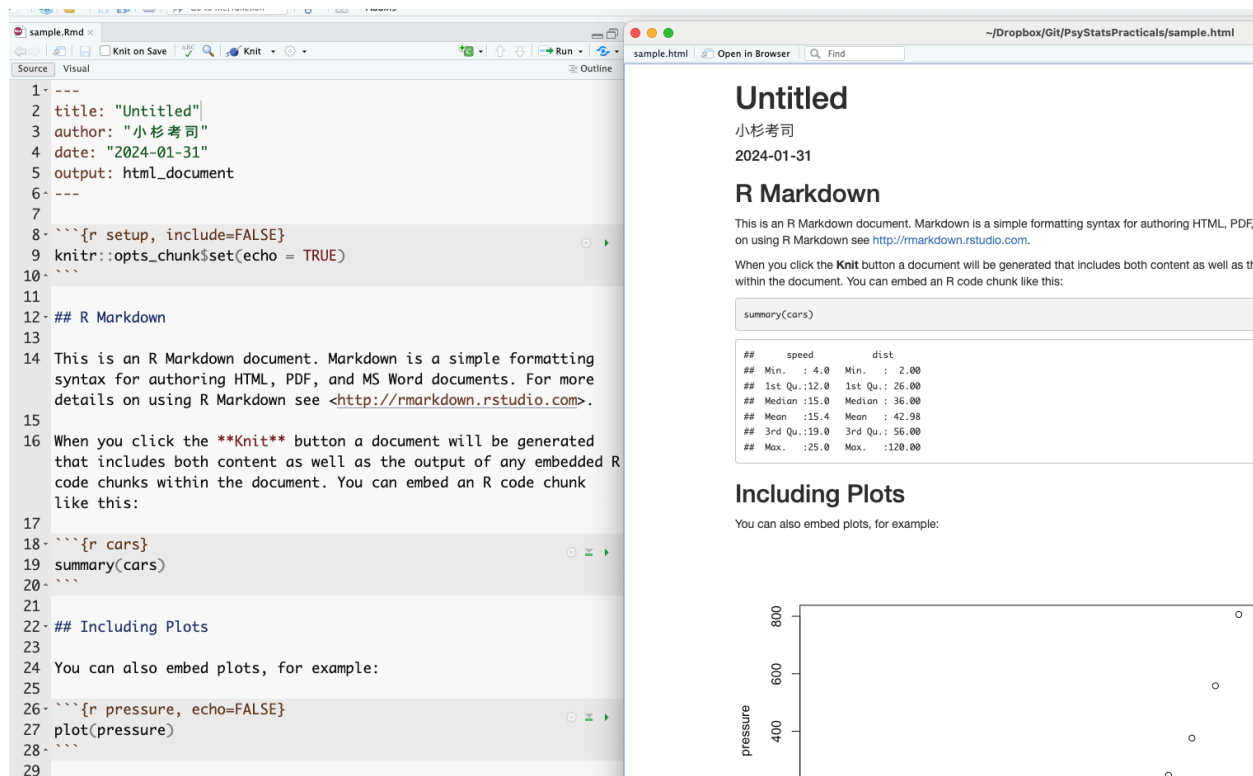 Go to file/function
Addins
sample.Rmd
Knit on Save
ABC
Knit
Run
Source
Visual
Outline
1 ---
2 title: "Untitled"
3 author: "小杉考司"
4 date: "2024-01-31"
5 output: html_document
6 ---
7
8 ```{r setup, include=FALSE}
9 knitr::opts_chunk$set(echo = TRUE)
10 ```
11
12 ## R Markdown
13
14 This is an R Markdown document. Markdown is a simple formatting
syntax for authoring HTML, PDF, and MS Word documents. For more
details on using R Markdown see <http://rmarkdown.rstudio.com>.
15
16 When you click the **Knit** button a document will be generated
that includes both content as well as the output of any embedded R
code chunks within the document. You can embed an R code chunk
like this:
17
18 ```{r cars}
19 summary(cars)
20 ```
21
22 ## Including Plots
23
24 You can also embed plots, for example:
25
26 ```{r pressure, echo=FALSE}
27 plot(pressure)
28 ```
29
~/Dropbox/Git/PsyStatsPracticals/sample.html
sample.html
Open in Browser
Find
Untitled
小杉考司
2024-01-31
R Markdown
This is an R Markdown document. Markdown is a simple formatting syntax for authoring HTML, PDF,
on using R Markdown see http://rmarkdown.rstudio.com.
When you click the Knit button a document will be generated that includes both content as well as th
within the document. You can embed an R code chunk like this:
summary(cars)
##      speed           dist
## Min.   : 4.0   Min.   :  2.00
## 1st Qu.:12.0   1st Qu.: 26.00
## Median :15.0   Median : 36.00
## Mean   :15.4   Mean   : 42.98
## 3rd Qu.:19.0   3rd Qu.: 56.00
## Max.   :25.0   Max.   :120.00
Including Plots
You can also embed plots, for example:
800
600
400
pressure